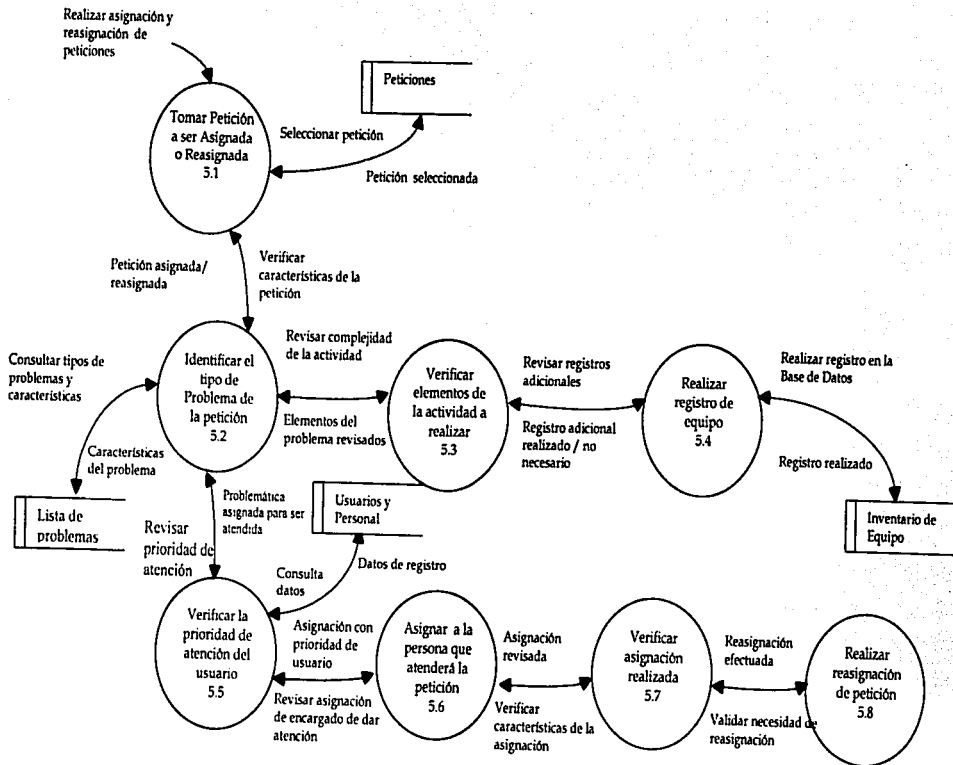 Realizar asignación y
reasignación de
peticiones
Peticiones
Tomar Petición
a ser Asignada
o Reasignada
5.1
Seleccionar petición
Petición seleccionada
Petición asignada/
reasignada
Verificar
características de la
petición
Consultar tipos de
problemas y
características
Identificar el
tipo de
Problema de
la petición
5.2
Revisar complejidad
de la actividad
Elementos del
problema revisados
Verificar
elementos de
la actividad a
realizar
5.3
Revisar registros
adicionales
Registro adicional
realizado / no
necesario
Realizar
registro de
equipo
5.4
Realizar registro en la
Base de Datos
Registro realizado
Características
del problema
Lista de
problemas
Problemática
asignada para ser
atendida
Revisar
prioridad de
atención
Usuarios y
Personal
Inventario de
Equipo
Consulta
datos
Datos de registro
Verificar la
prioridad de
atención del
usuario
5.5
Asignación con
prioridad de
usuario
Revisar asignación
de encargado de dar
atención
Asignar a la
persona que
atenderá la
petición
5.6
Asignación
revisada
Verificar
características de la
asignación
Verificar
asignación
realizada
5.7
Reasignación
efectuada
Validar necesidad de
reasignación
Realizar
reasignación
de petición
5.8